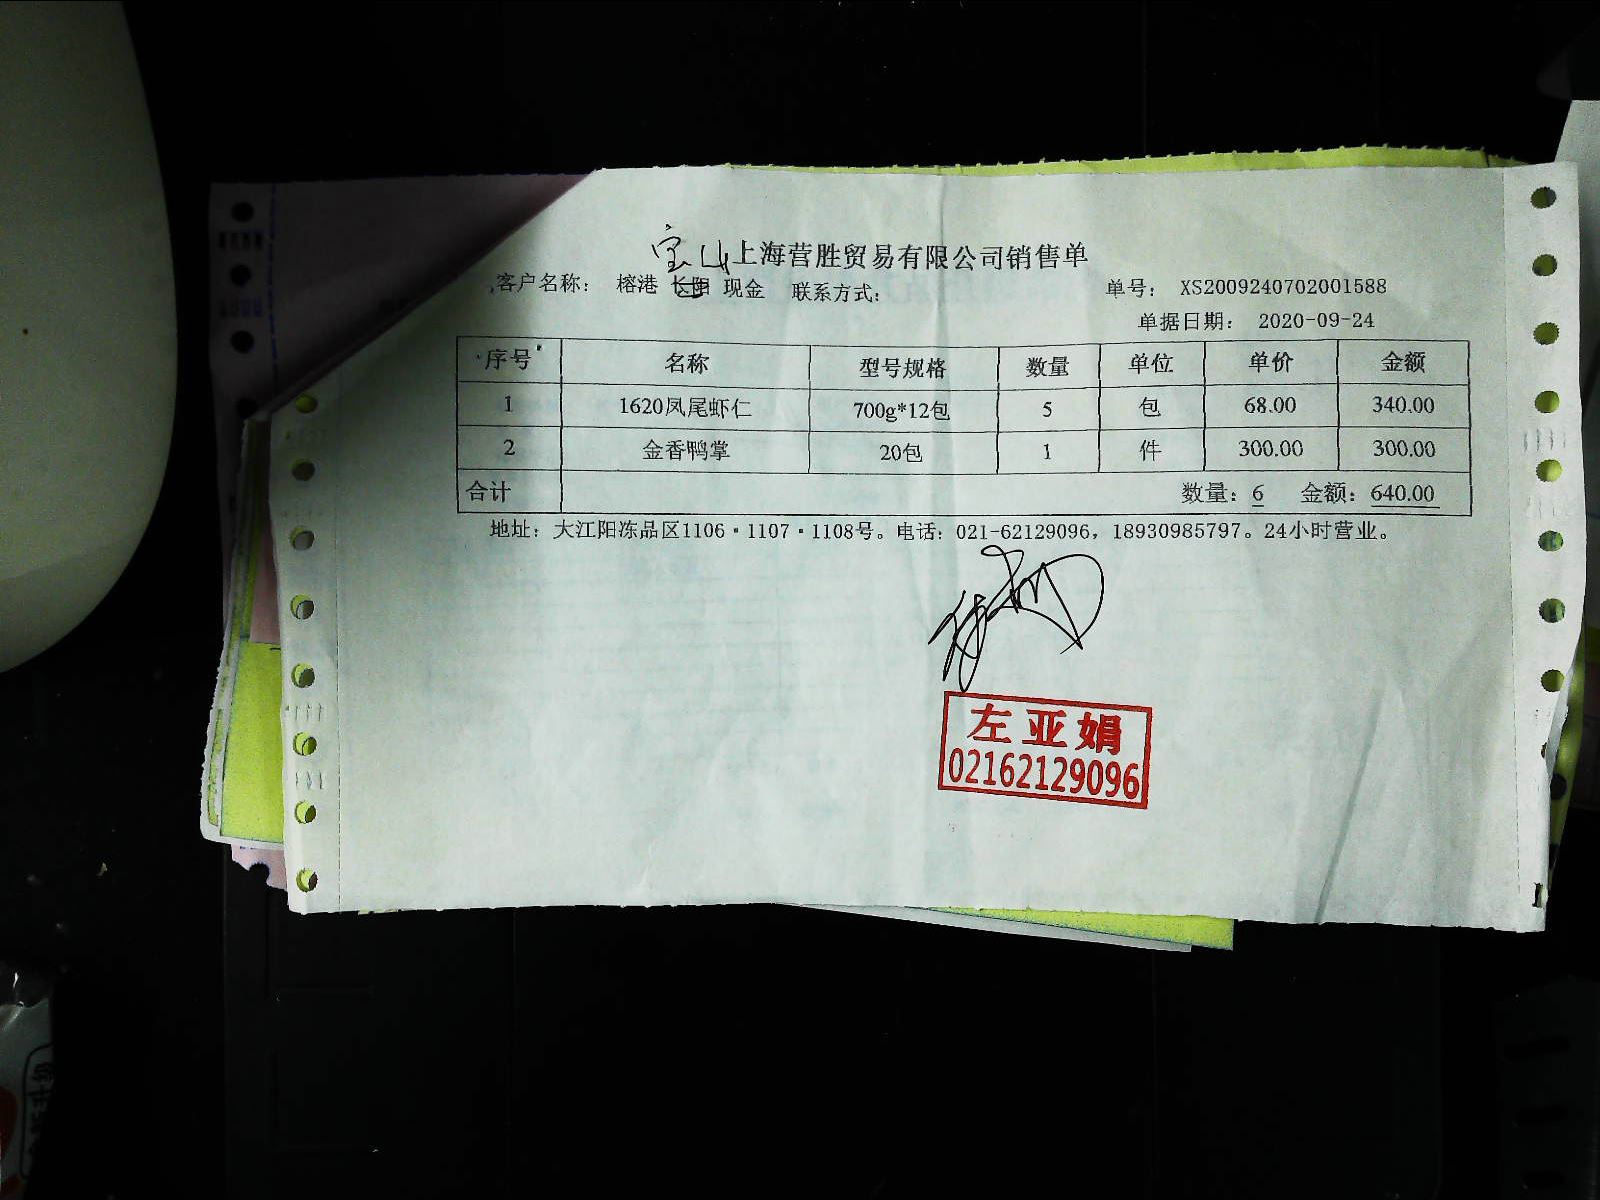 宝山
上海营胜贸易有限公司销售单
客户名称： 榕港 长阳 现金 联系方式： 单号： XS2009240702001588
单据日期： 2020-09-24
序号 名称 型号规格 数量 单位 单价 金额
1 1620凤尾虾仁 700g*12包 5 包 68.00 340.00
2 金香鸭掌 20包 1 件 300.00 300.00
合计 数量：6 金额：640.00
地址：大江阳冻品区1106·1107·1108号。电话：021-62129096，18930985797。24小时营业。
左亚娟
02162129096